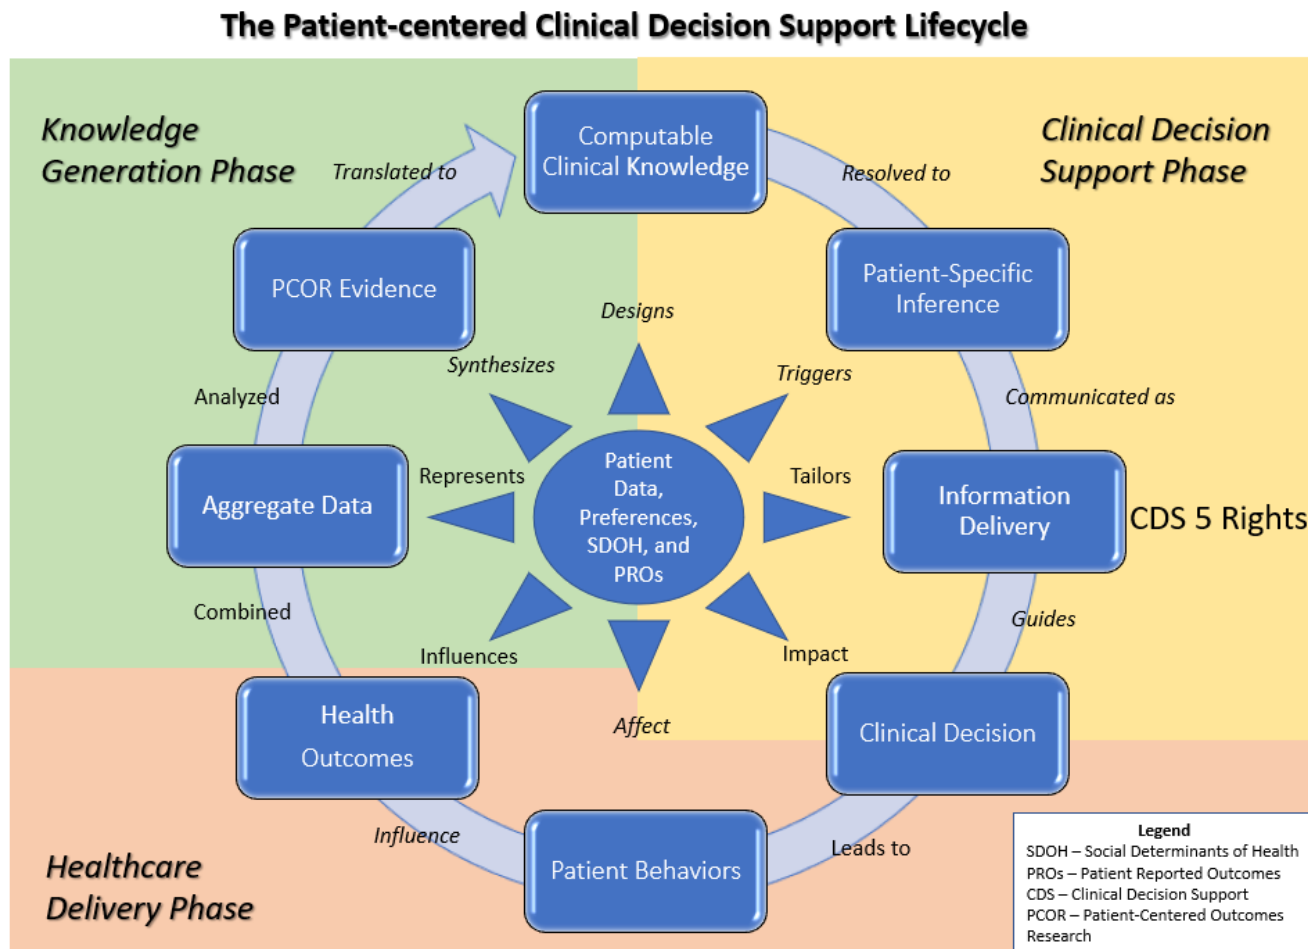 The Patient-centered Clinical Decision Support Lifecycle
Knowledge
Generation Phase
Clinical Decision
Support Phase
Computable
Clinical Knowledge
Translated to
Resolved to
PCOR Evidence
Patient-Specific
Inference
Designs
Synthesizes
Triggers
Analyzed
Communicated as
Aggregate Data
Represents
Patient
Data,
Preferences,
SDOH, and
PROs
Tailors
Information
Delivery
CDS 5 Rights
Combined
Guides
Influences
Impact
Health
Outcomes
Affect
Clinical Decision
Influence
Patient Behaviors
Leads to
Healthcare
Delivery Phase
Legend
SDOH – Social Determinants of Health
PROs – Patient Reported Outcomes
CDS – Clinical Decision Support
PCOR – Patient-Centered Outcomes
Research